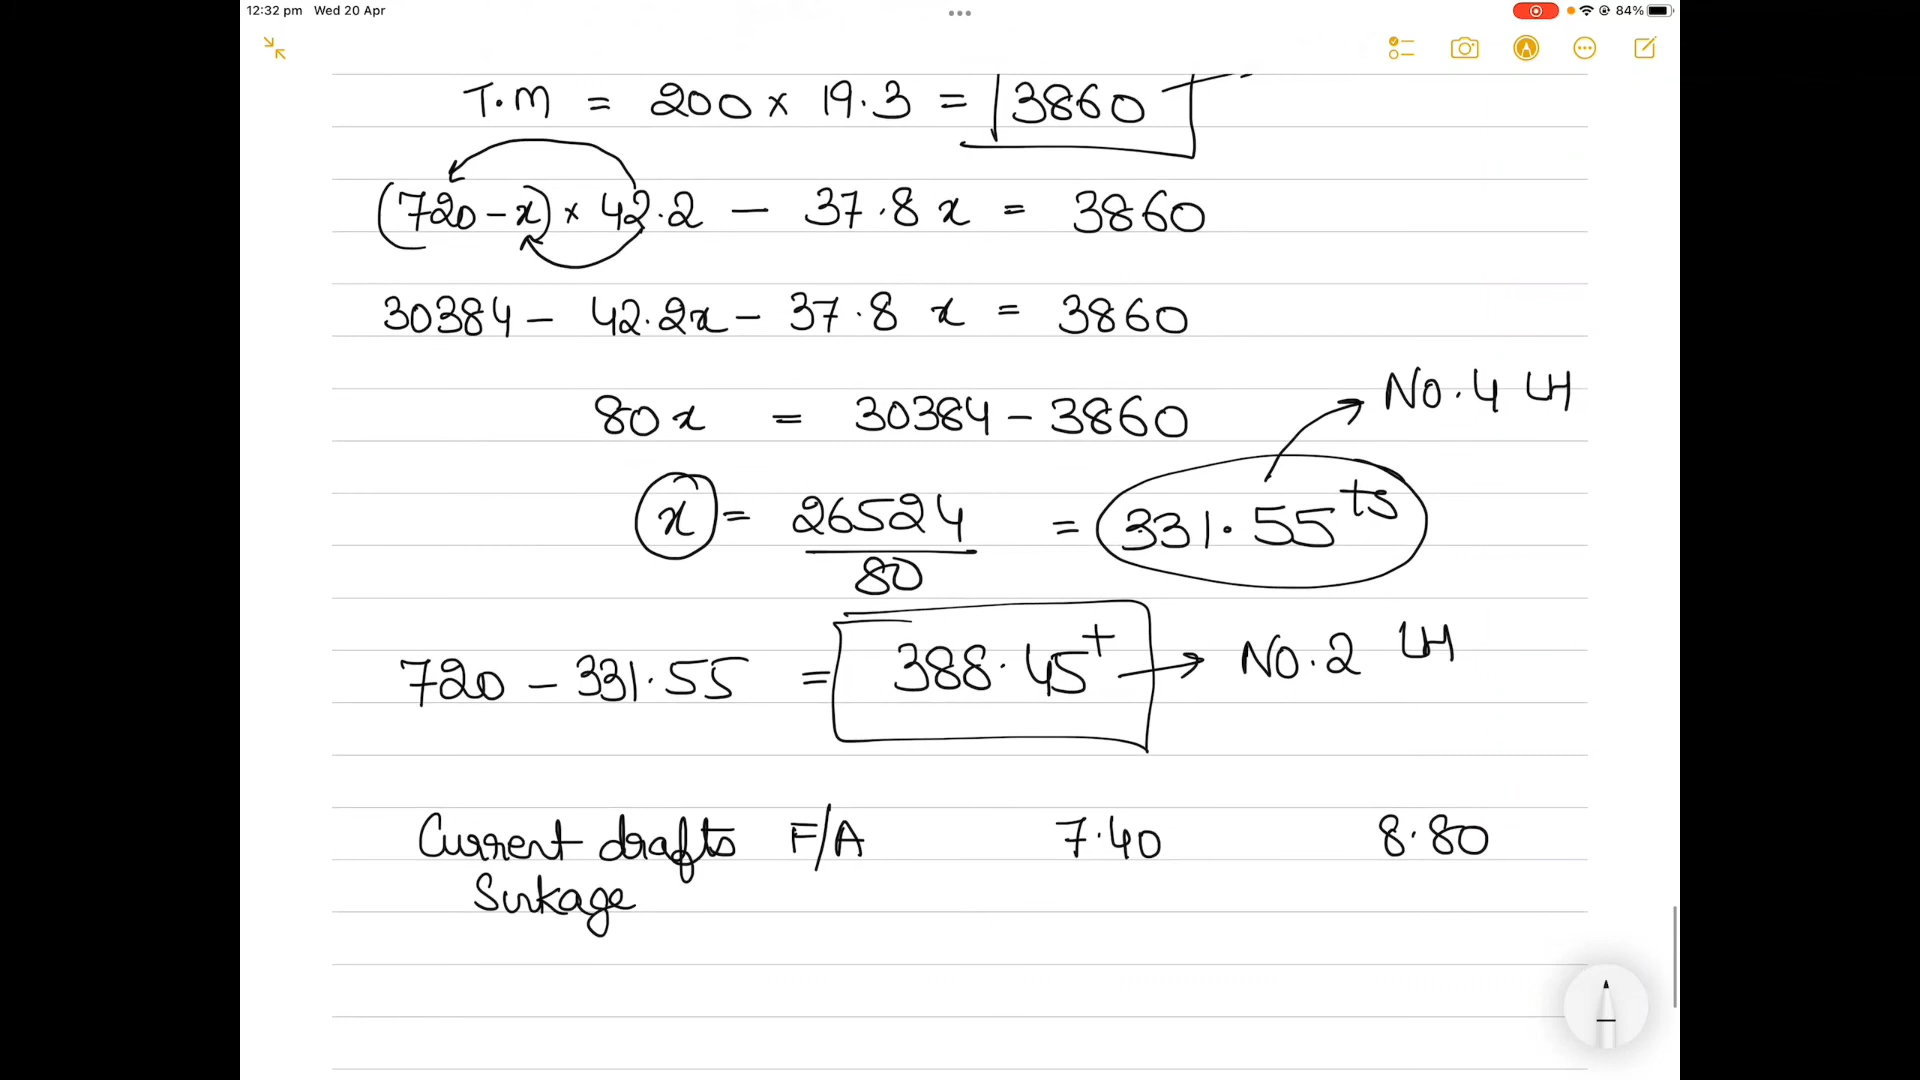 12:32 pm Wed 20 Apr
84%
T.M = 200 x 19.3 = 3860
(720 - x) x 42.2 - 37.8 x = 3860
30384 - 42.2x - 37.8 x = 3860
No. 4 LH
80x = 30384 - 3860
x = 26524 / 80 = 331.55 ts
720 - 331.55 = 388.45 t → NO. 2 LH
Current drafts F/A 7.40 8.80
Sinkage